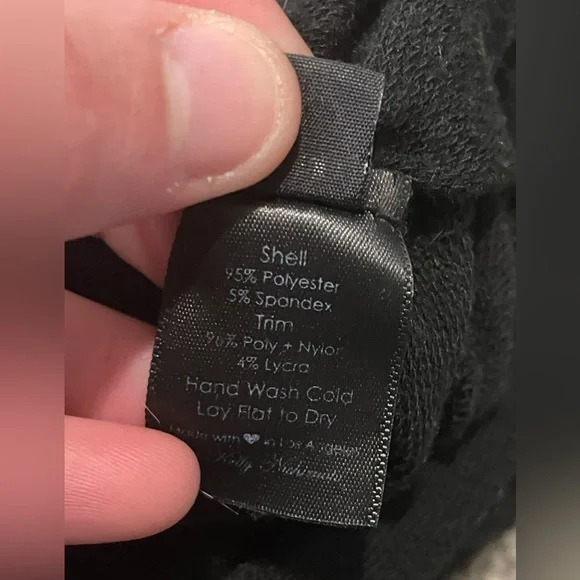 Shell
95% Polyester
5% Spandex
Trim
96% Poly + Nylon
4% Lycra
Hand Wash Cold
Lay Flat to Dry
Made with ♥ in Los Angeles